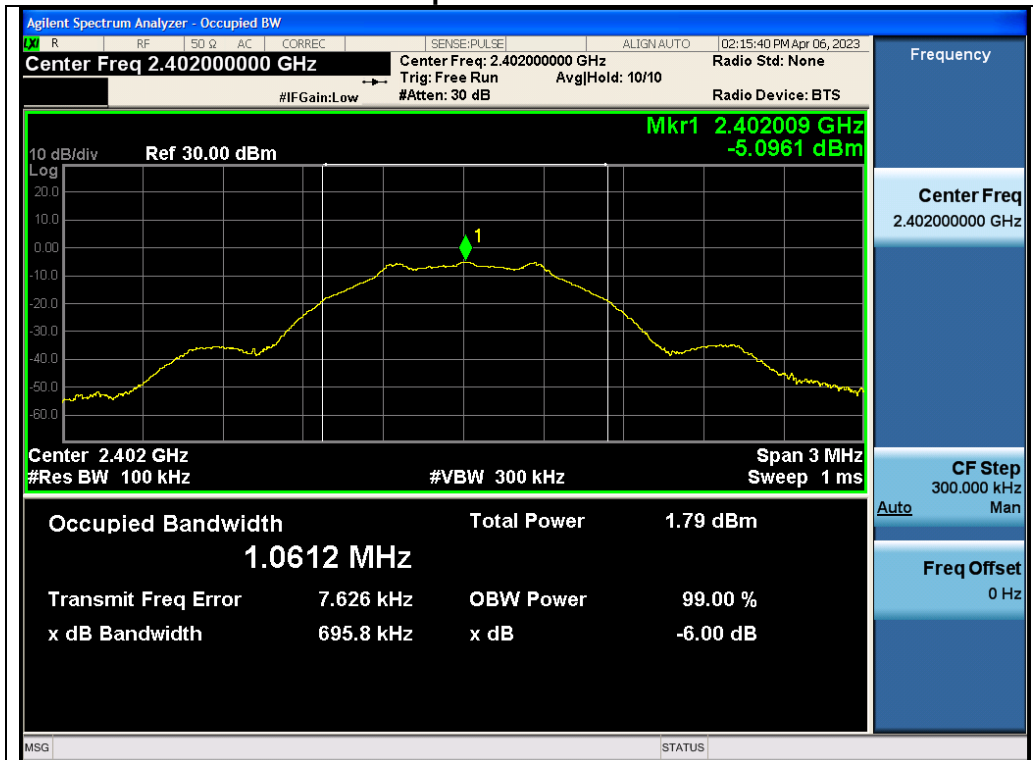 Agilent Spectrum Analyzer - Occupied BW
LXI R RF 50 Ω AC CORREC SENSE:PULSE ALIGN AUTO 02:15:40 PM Apr 06, 2023
Center Freq 2.402000000 GHz
Center Freq: 2.402000000 GHz
Radio Std: None
Trig: Free Run Avg|Hold: 10/10
#IFGain:Low
#Atten: 30 dB
Radio Device: BTS
Mkr1 2.402009 GHz
-5.0961 dBm
10 dB/div Ref 30.00 dBm
Log
20.0
10.0
1
0.00
-10.0
-20.0
-30.0
-40.0
-50.0
-60.0
Center 2.402 GHz Span 3 MHz
#Res BW 100 kHz #VBW 300 kHz Sweep 1 ms
Occupied Bandwidth Total Power 1.79 dBm
1.0612 MHz
Transmit Freq Error 7.626 kHz OBW Power 99.00 %
x dB Bandwidth 695.8 kHz x dB -6.00 dB
Frequency
Center Freq
2.402000000 GHz
CF Step
300.000 kHz
Auto Man
Freq Offset
0 Hz
MSG STATUS